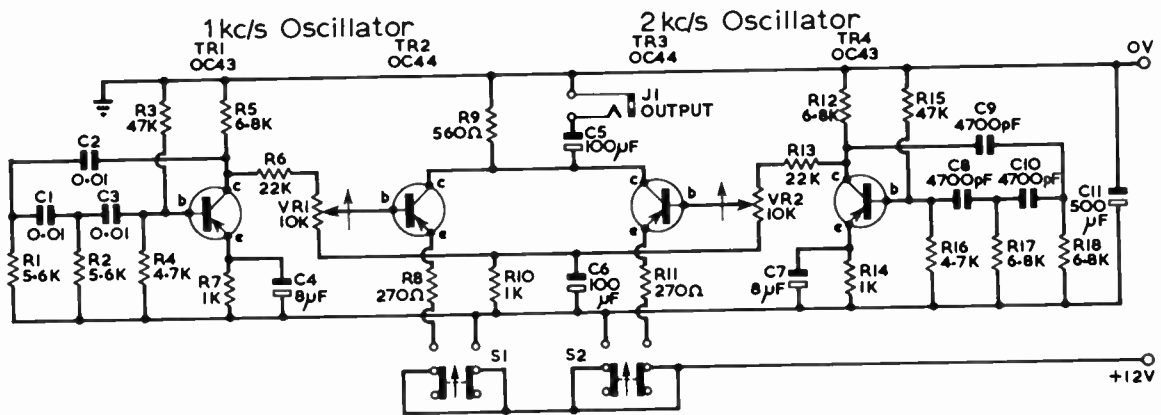 1kc/s Oscillator
2kc/s Oscillator
TR1
OC43
TR2
OC44
TR3
OC44
TR4
OC43
0V
R3
47K
R5
6·8K
R9
560Ω
J1
OUTPUT
C5
100µF
R12
6·8K
R15
47K
C9
4700pF
C2
0·01
R6
22K
R13
22K
C8
4700pF
C10
4700pF
C11
500
µF
C1
0·01
C3
0·01
b
c
e
VR1
10K
b
c
e
c
b
e
VR2
10K
c
b
e
R1
5·6K
R2
5·6K
R4
4·7K
R7
1K
C4
8µF
R8
270Ω
R10
1K
C6
100
µF
R11
270Ω
C7
8µF
R14
1K
R16
4·7K
R17
6·8K
R18
6·8K
S1
S2
+12V